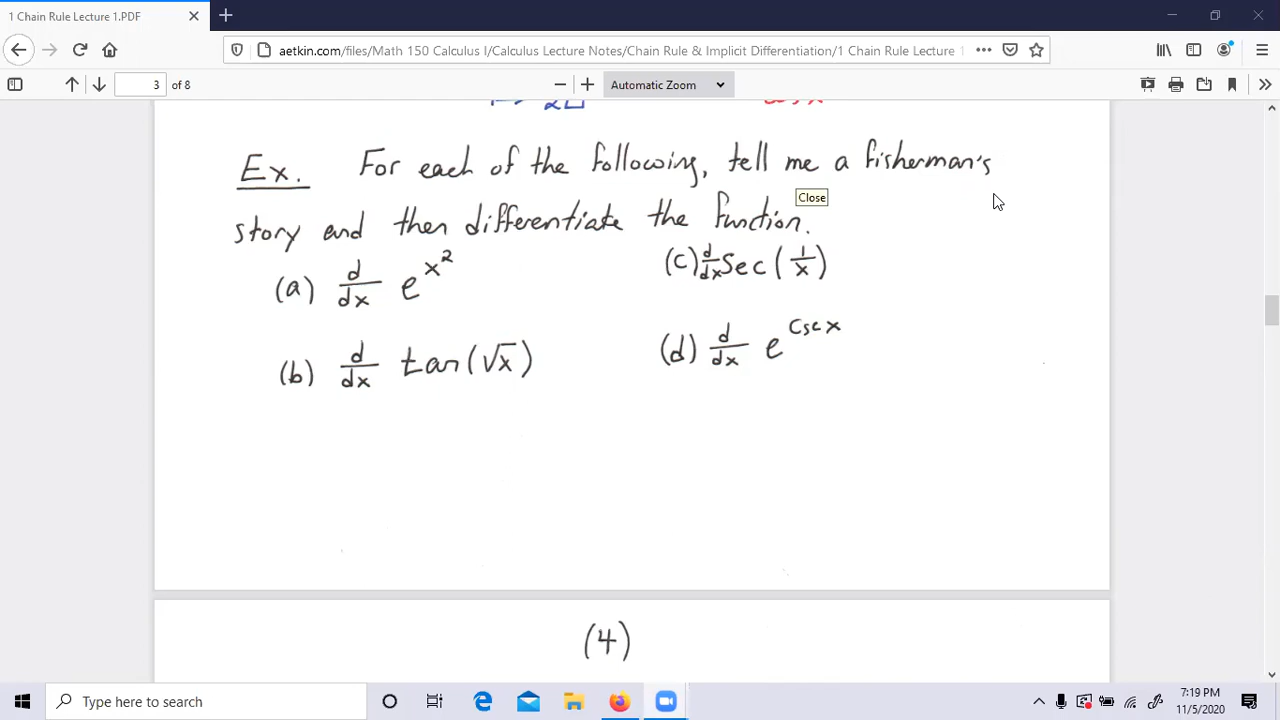 1 Chain Rule Lecture 1.PDF
aetkin.com/files/Math 150 Calculus I/Calculus Lecture Notes/Chain Rule & Implicit Differentiation/1 Chain Rule Lecture 1
3 of 8
Automatic Zoom
Ex. For each of the following, tell me a fisherman's
Close
story and then differentiate the function.
(a) d/dx e^x^2
(c) d/dx Sec(1/x)
(b) d/dx tan(√x)
(d) d/dx e^csc x
(4)
Type here to search
7:19 PM
11/5/2020